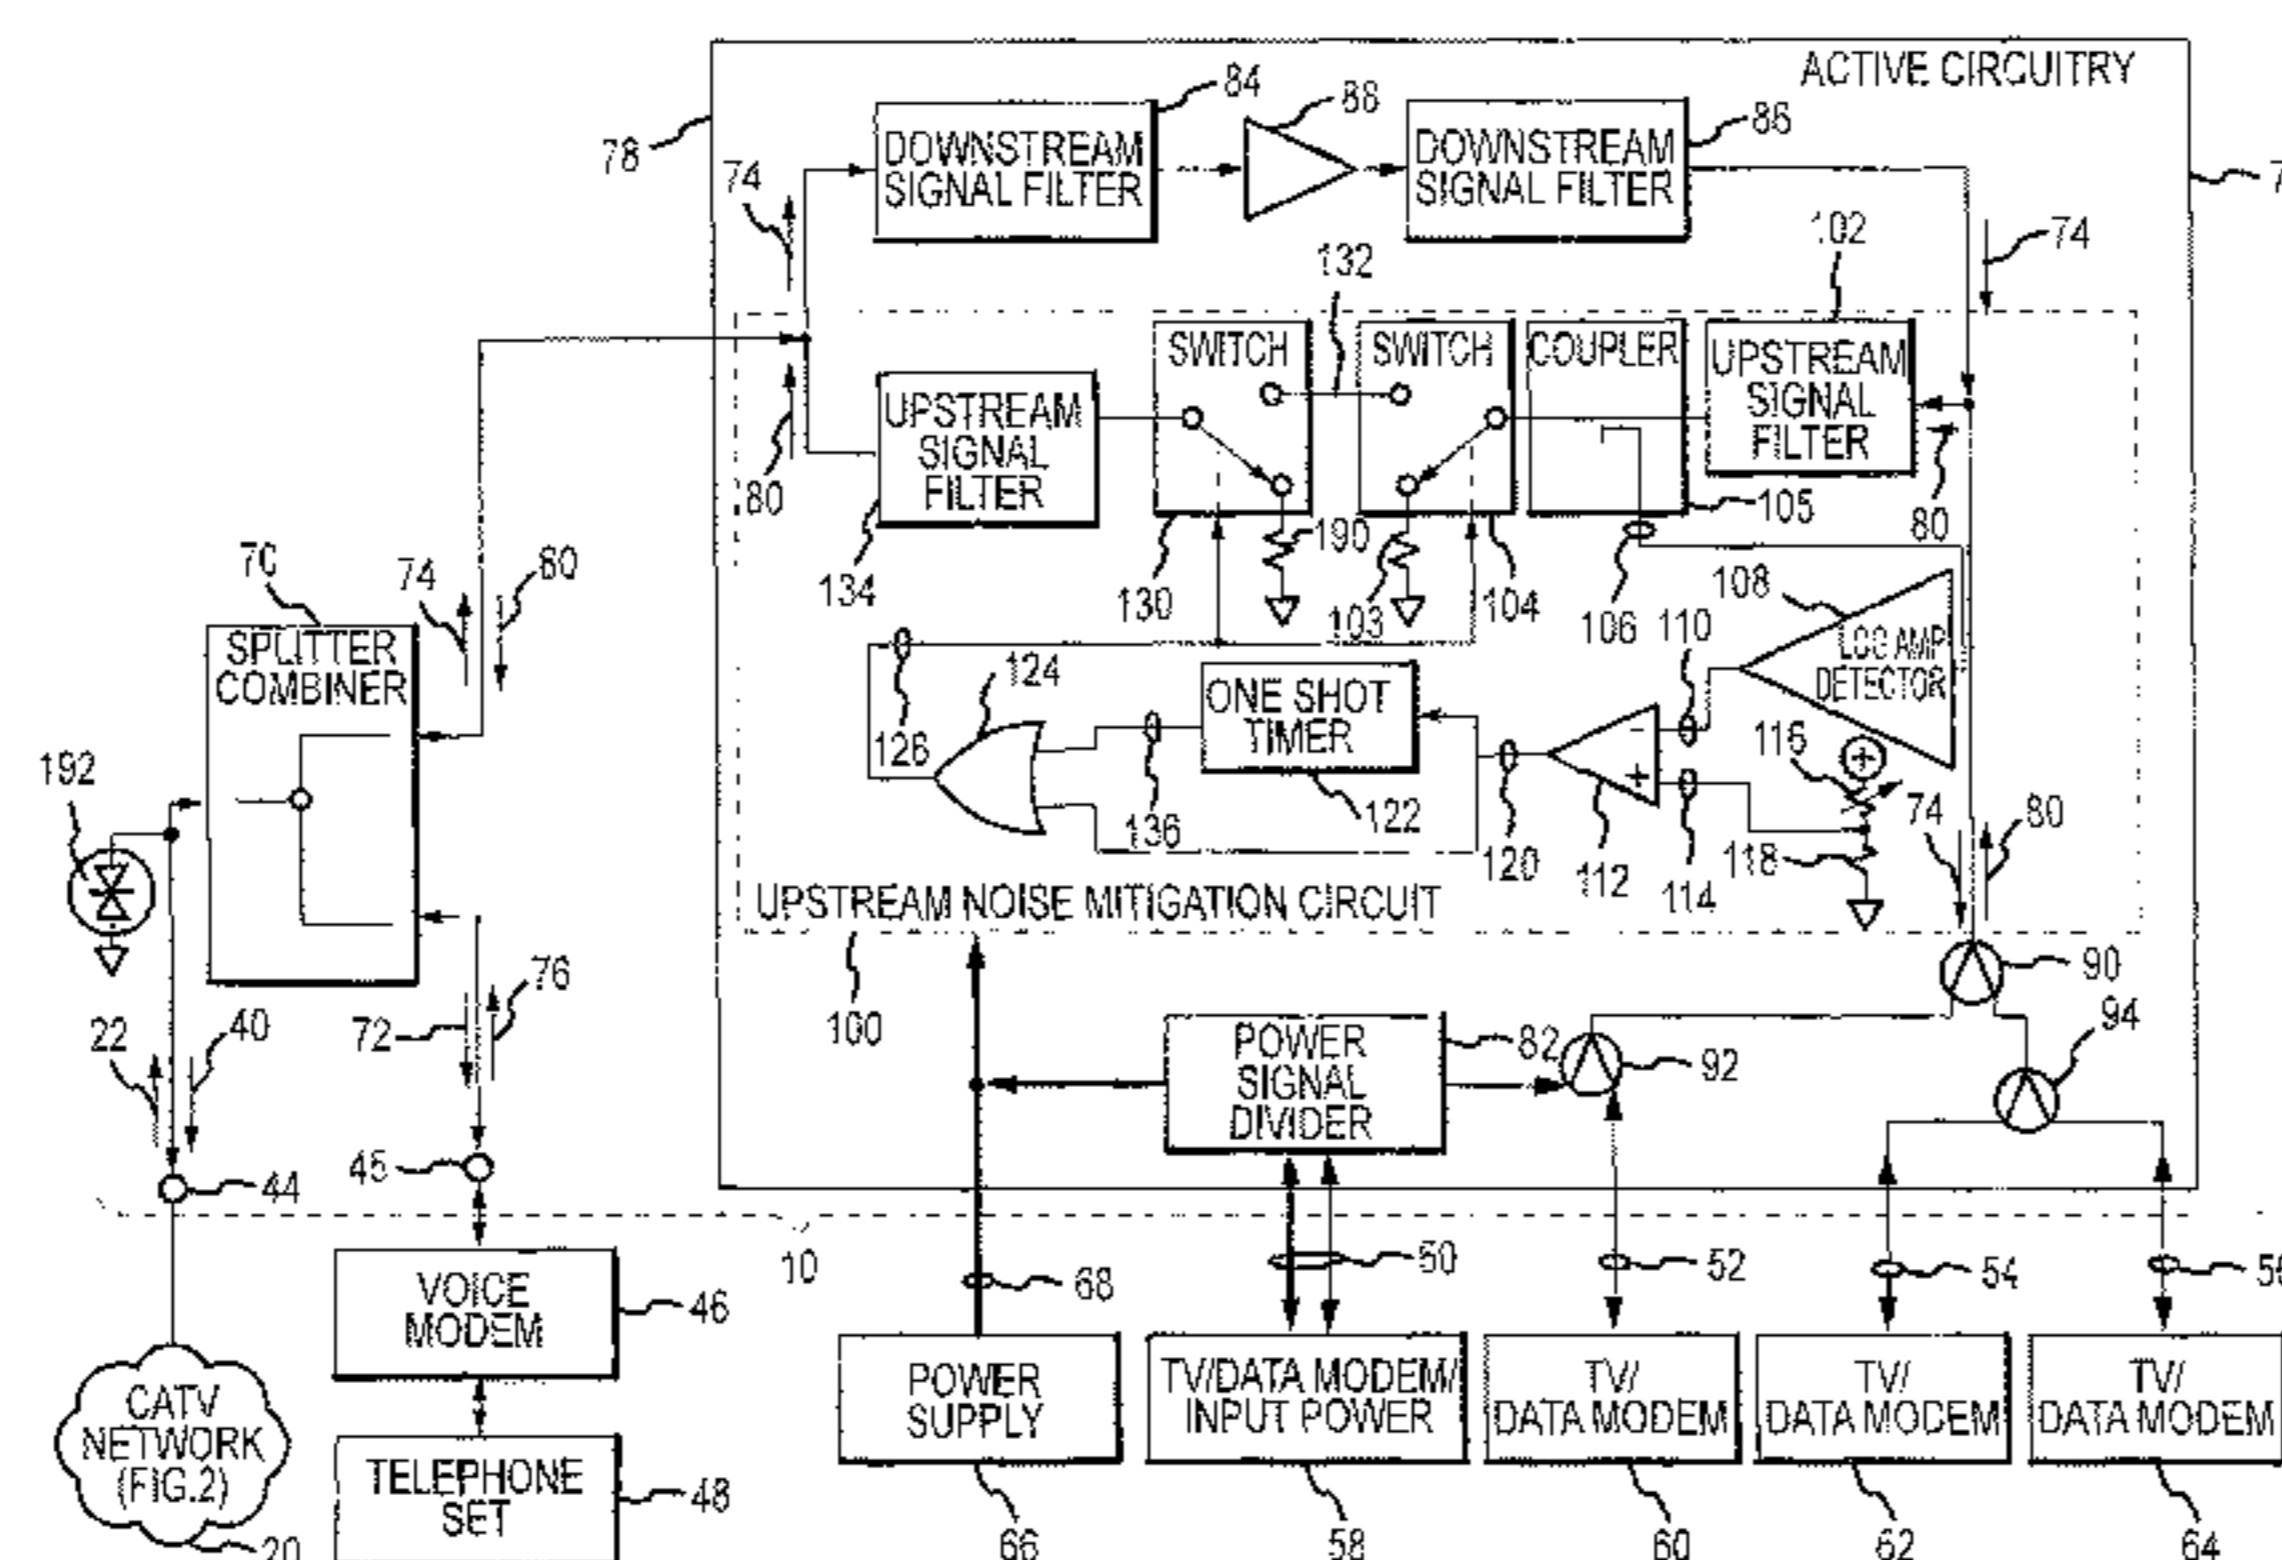 ACTIVE CIRCUITRY
84
88
86
78
DOWNSTREAM
SIGNAL FILTER
DOWNSTREAM
SIGNAL FILTER
74
102
74
132
SWITCH
SWITCH
COUPLER
UPSTREAM
SIGNAL
FILTER
UPSTREAM
SIGNAL
FILTER
80
80
105
190
134
130
103
104
106
110
108
LOG AMP
DETECTOR
70
74
80
SPLITTER
COMBINER
124
ONE SHOT
TIMER
126
116
-
+
+
192
136
122
120
112
114
118
74
80
UPSTREAM NOISE MITIGATION CIRCUIT
100
90
76
72
22
40
POWER
SIGNAL
DIVIDER
82
92
94
45
44
10
68
50
52
54
VOICE
MODEM
46
CATV
NETWORK
(FIG.2)
20
TELEPHONE
SET
48
POWER
SUPPLY
TV/DATA MODEM/
INPUT POWER
TV/
DATA MODEM
TV/
DATA MODEM
TV/
DATA MODEM
66
58
60
62
64